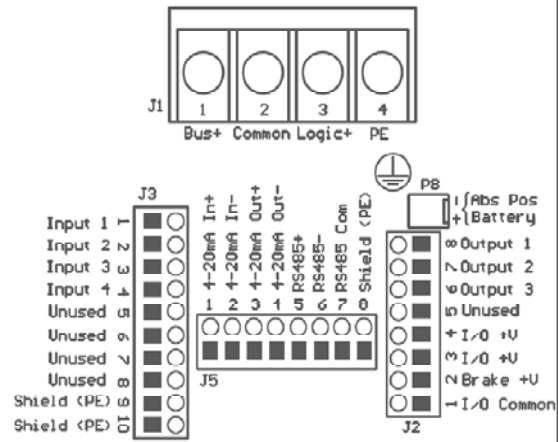 J1
1 2 3 4
Bus+ Common Logic+ PE
J3
Input 1 1
Input 2 2
Input 3 3
Input 4 4
Unused 5
Unused 6
Unused 7
Unused 8
Shield (PE) 9
Shield (PE) 10
4-20mA In+
4-20mA In-
4-20mA Out+
4-20mA Out-
RS485+
RS485-
RS485 Com
Shield (PE)
1 2 3 4 5 6 7 8
J5
P8
- Abs Pos
+ Battery
8 Output 1
7 Output 2
6 Output 3
5 Unused
4 I/O +V
3 I/O +V
2 Brake +V
1 I/O Common
J2